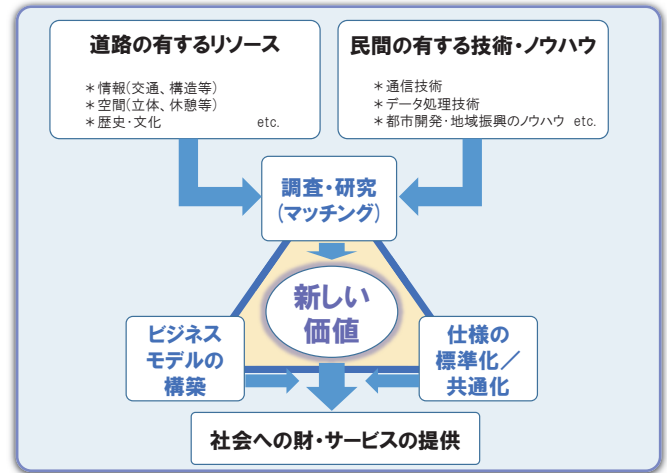 道路の有するリソース
＊情報(交通、構造等)
＊空間(立体、休憩等)
＊歴史・文化 etc.
民間の有する技術・ノウハウ
＊通信技術
＊データ処理技術
＊都市開発・地域振興のノウハウ etc.
調査・研究
(マッチング)
新しい
価値
ビジネス
モデルの
構築
仕様の
標準化／
共通化
社会への財・サービスの提供